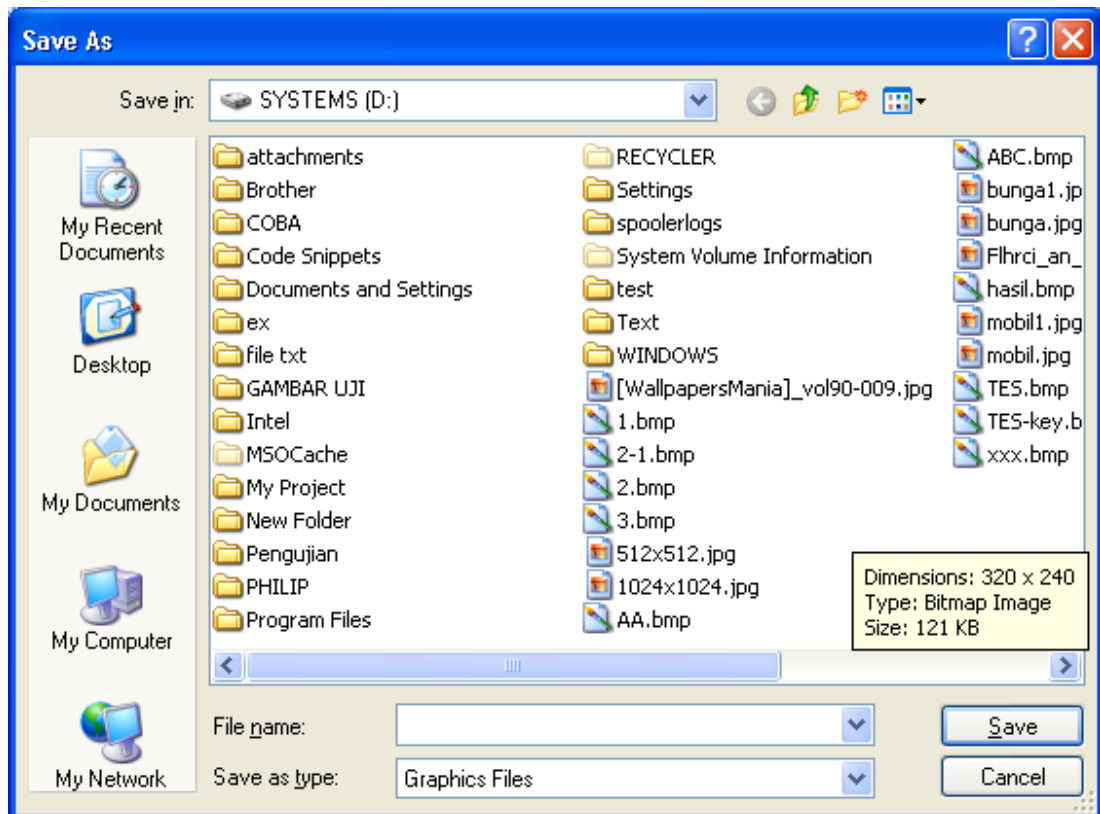 Save As
Save in:
SYSTEMS (D:)
My Recent
Documents
Desktop
My Documents
My Computer
My Network
attachments
Brother
COBA
Code Snippets
Documents and Settings
ex
file txt
GAMBAR UJI
Intel
MSOCache
My Project
New Folder
Pengujian
PHILIP
Program Files
RECYCLER
Settings
spoolerlogs
System Volume Information
test
Text
WINDOWS
[WallpapersMania]_vol90-009.jpg
1.bmp
2-1.bmp
2.bmp
3.bmp
512x512.jpg
1024x1024.jpg
AA.bmp
ABC.bmp
bunga1.jp
bunga.jpg
Flhrci_an_
hasil.bmp
mobil1.jpg
mobil.jpg
TES.bmp
TES-key.b
xxx.bmp
Dimensions: 320 x 240
Type: Bitmap Image
Size: 121 KB
File name:
Save
Save as type:
Graphics Files
Cancel